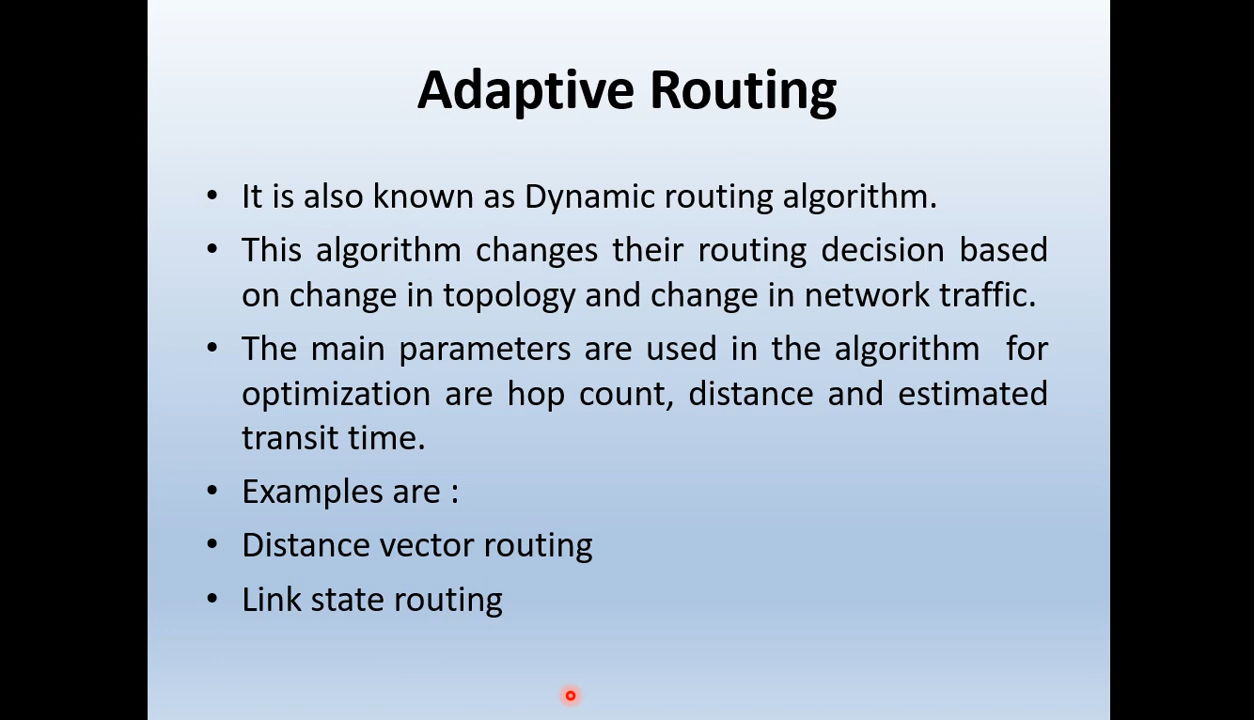 Adaptive Routing
• It is also known as Dynamic routing algorithm.
• This algorithm changes their routing decision based
on change in topology and change in network traffic.
• The main parameters are used in the algorithm for
optimization are hop count, distance and estimated
transit time.
• Examples are :
• Distance vector routing
• Link state routing